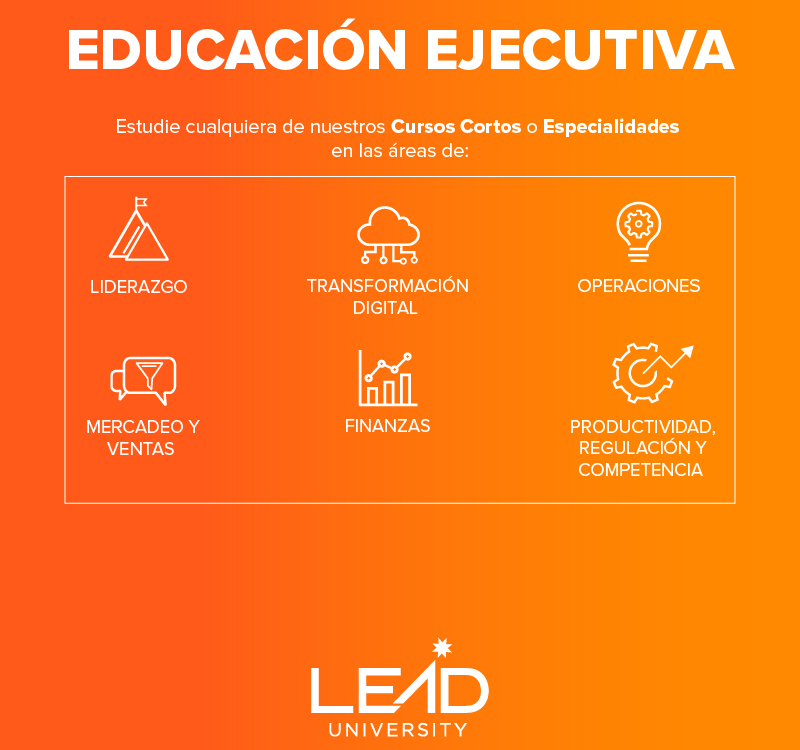 EDUCACIÓN EJECUTIVA
Estudie cualquiera de nuestros Cursos Cortos o Especialidades
en las áreas de:
LIDERAZGO
TRANSFORMACIÓN
DIGITAL
OPERACIONES
MERCADEO Y
VENTAS
FINANZAS
PRODUCTIVIDAD,
REGULACIÓN Y
COMPETENCIA
LEAD
UNIVERSITY